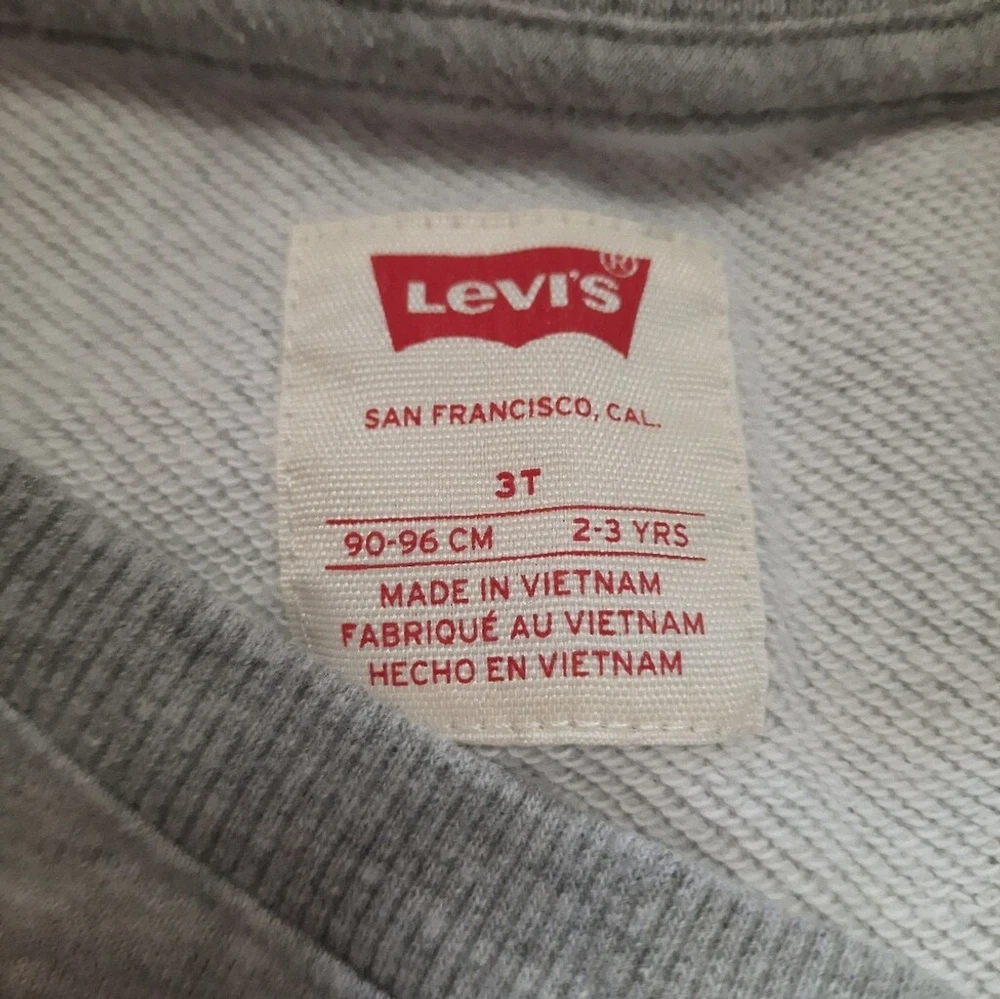 LEVI'S®
SAN FRANCISCO, CAL.
3T
90-96 CM 2-3 YRS
MADE IN VIETNAM
FABRIQUÉ AU VIETNAM
HECHO EN VIETNAM